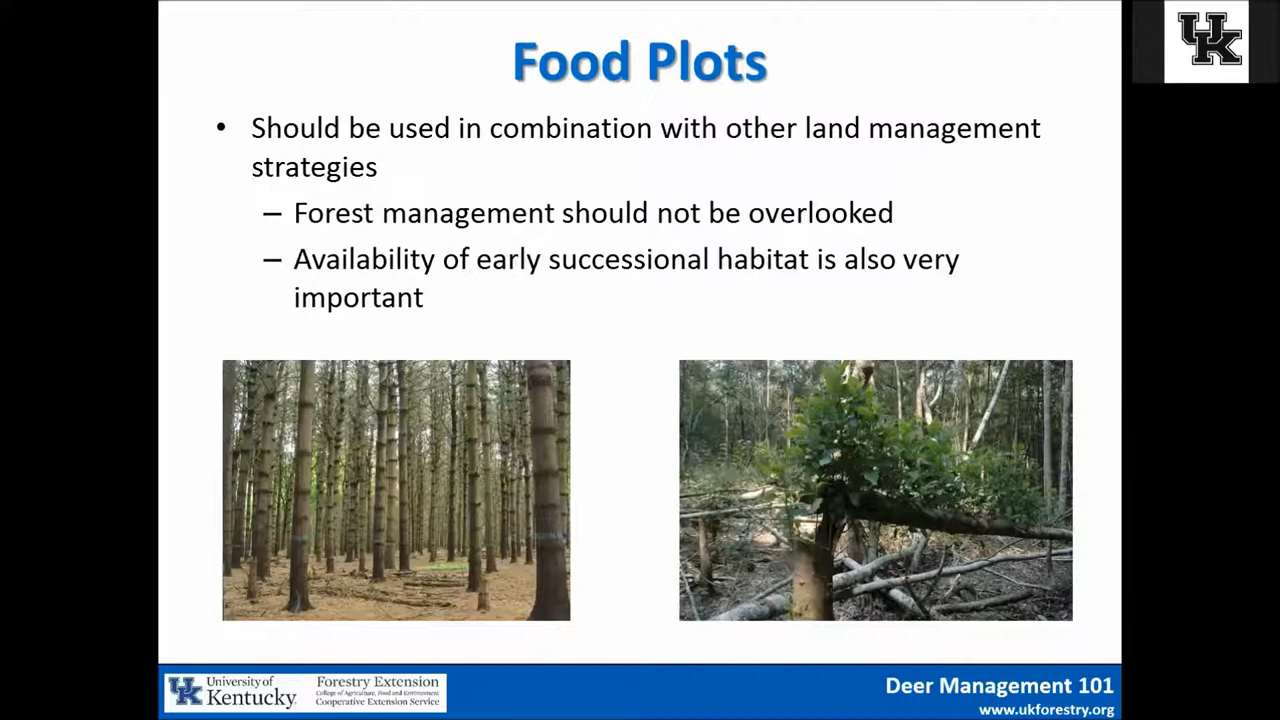 Food Plots
• Should be used in combination with other land management
strategies
– Forest management should not be overlooked
– Availability of early successional habitat is also very
important
UK
UK University of
Kentucky
Forestry Extension
College of Agriculture, Food and Environment
Cooperative Extension Service
Deer Management 101
www.ukforestry.org